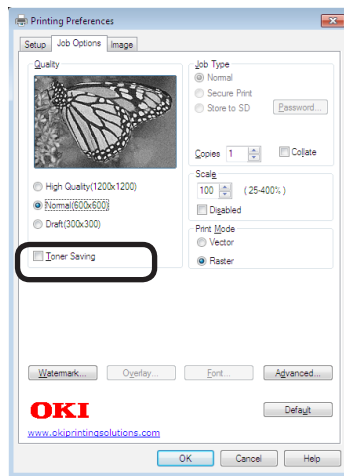 Printing Preferences
Setup Job Options Image
Quality
High Quality(1200x1200)
Normal(600x600)
Draft(300x300)
Toner Saving
Job Type
Normal
Secure Print
Store to SD Password...
Copies 1 Collate
Scale
100 (25-400% )
Disabled
Print Mode
Vector
Raster
Watermark... Overlay... Font... Advanced...
OKI Default
www.okiprintingsolutions.com
OK Cancel Help